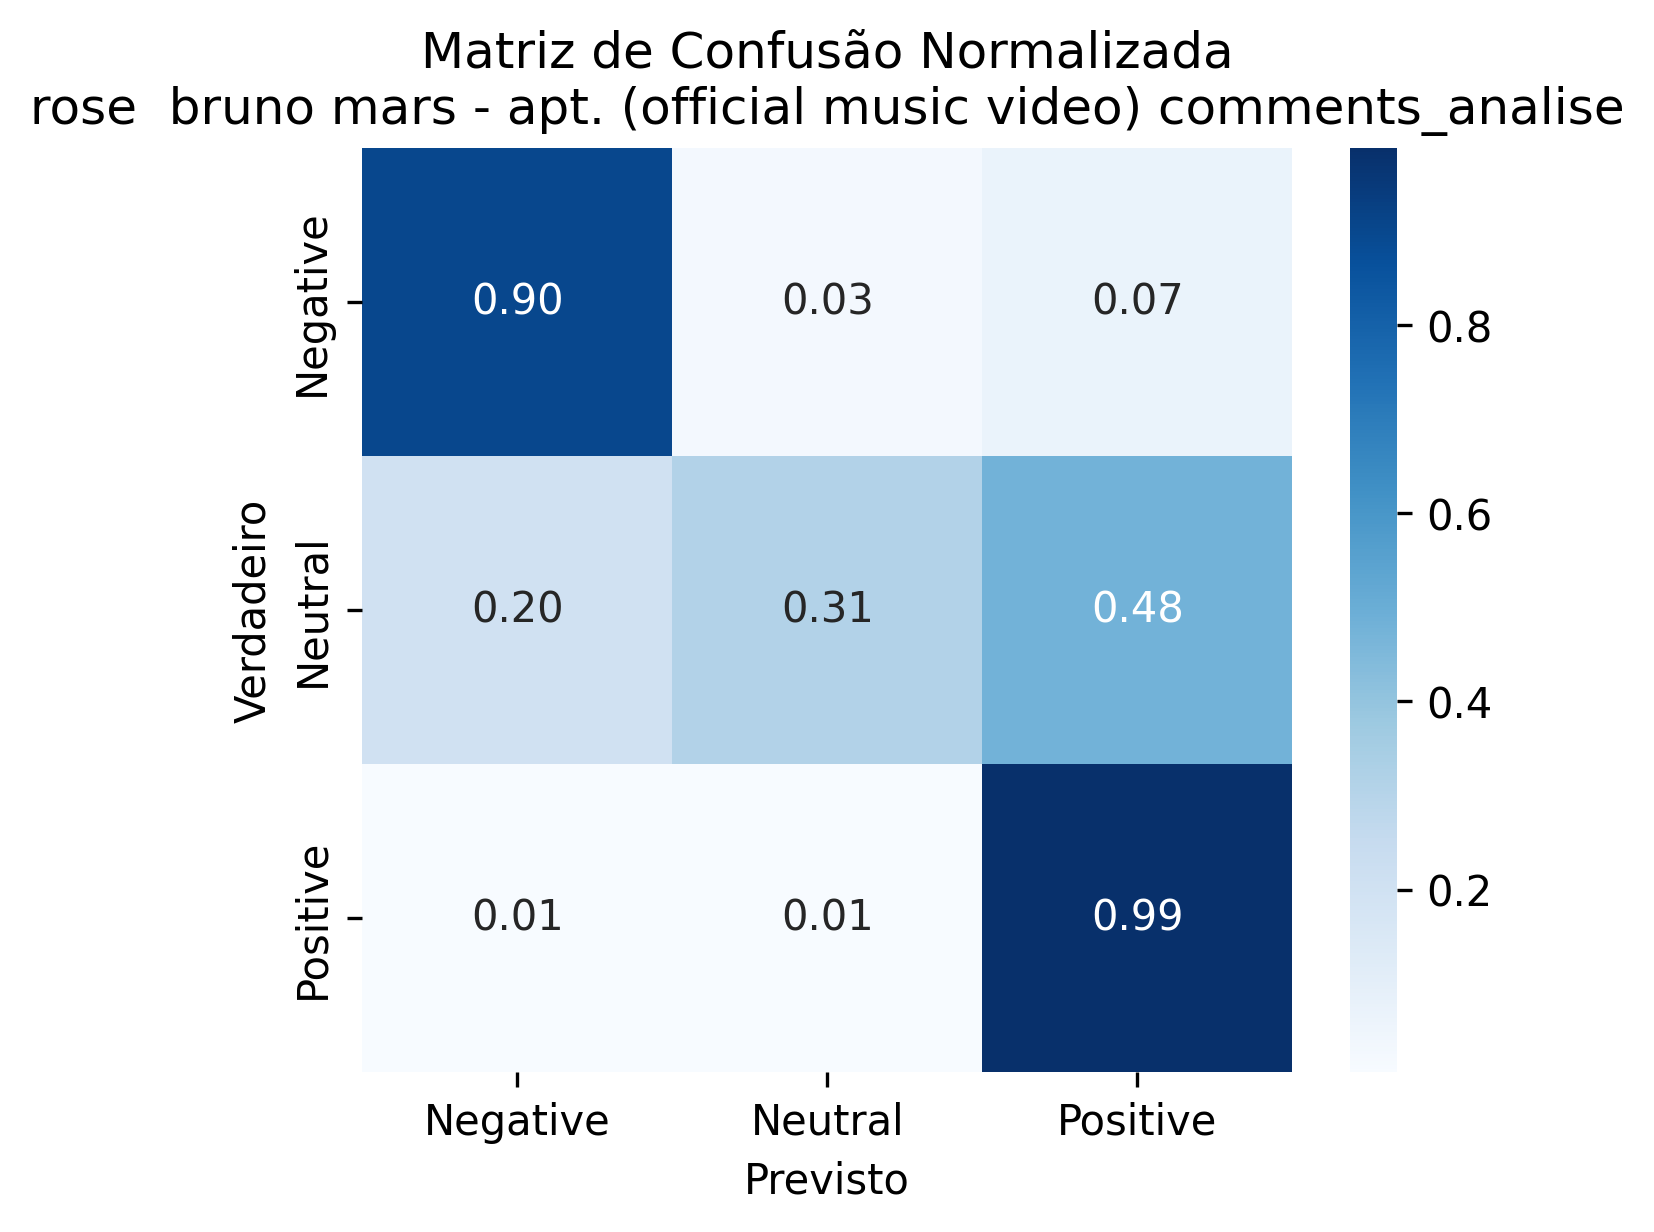 Matriz de Confusão Normalizada
rose  bruno mars - apt. (official music video) comments_analise
Verdadeiro
Negative
0.90 0.03 0.07
Neutral
0.20 0.31 0.48
Positive
0.01 0.01 0.99
Negative Neutral Positive
Previsto
0.8
0.6
0.4
0.2